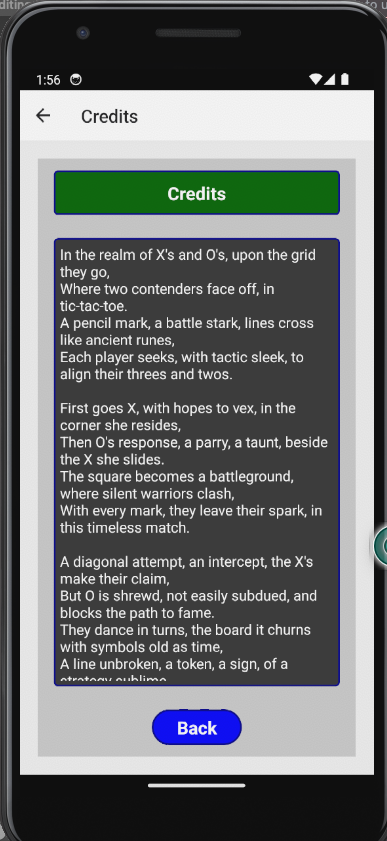 1:56
Credits
Credits
In the realm of X's and O's, upon the grid
they go,
Where two contenders face off, in
tic-tac-toe.
A pencil mark, a battle stark, lines cross
like ancient runes,
Each player seeks, with tactic sleek, to
align their threes and twos.
First goes X, with hopes to vex, in the
corner she resides,
Then O's response, a parry, a taunt, beside
the X she slides.
The square becomes a battleground,
where silent warriors clash,
With every mark, they leave their spark, in
this timeless match.
A diagonal attempt, an intercept, the X's
make their claim,
But O is shrewd, not easily subdued, and
blocks the path to fame.
They dance in turns, the board it churns
with symbols old as time,
A line unbroken, a token, a sign, of a
strategy sublime
Back